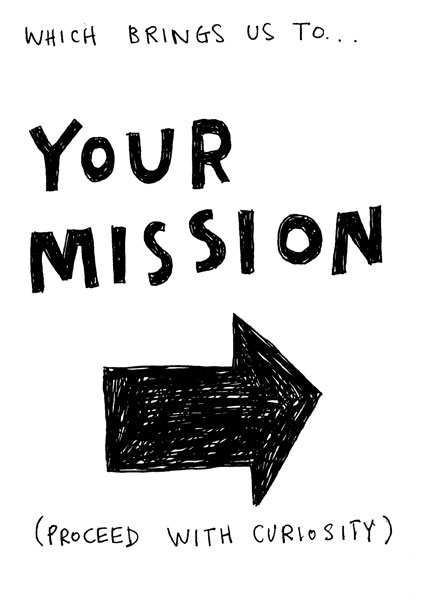 WHICH BRINGS US TO...
YOUR
MISSION
(PROCEED WITH CURIOSITY)